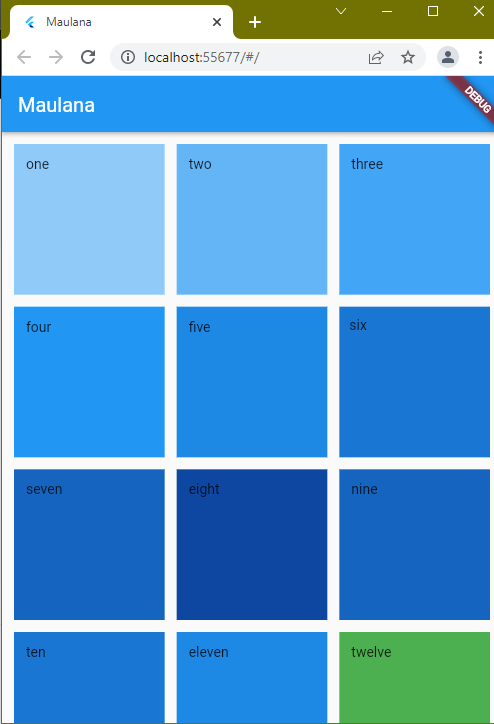 Maulana
localhost:55677/#/
Maulana
DEBUG
one two three
four five six
seven eight nine
ten eleven twelve